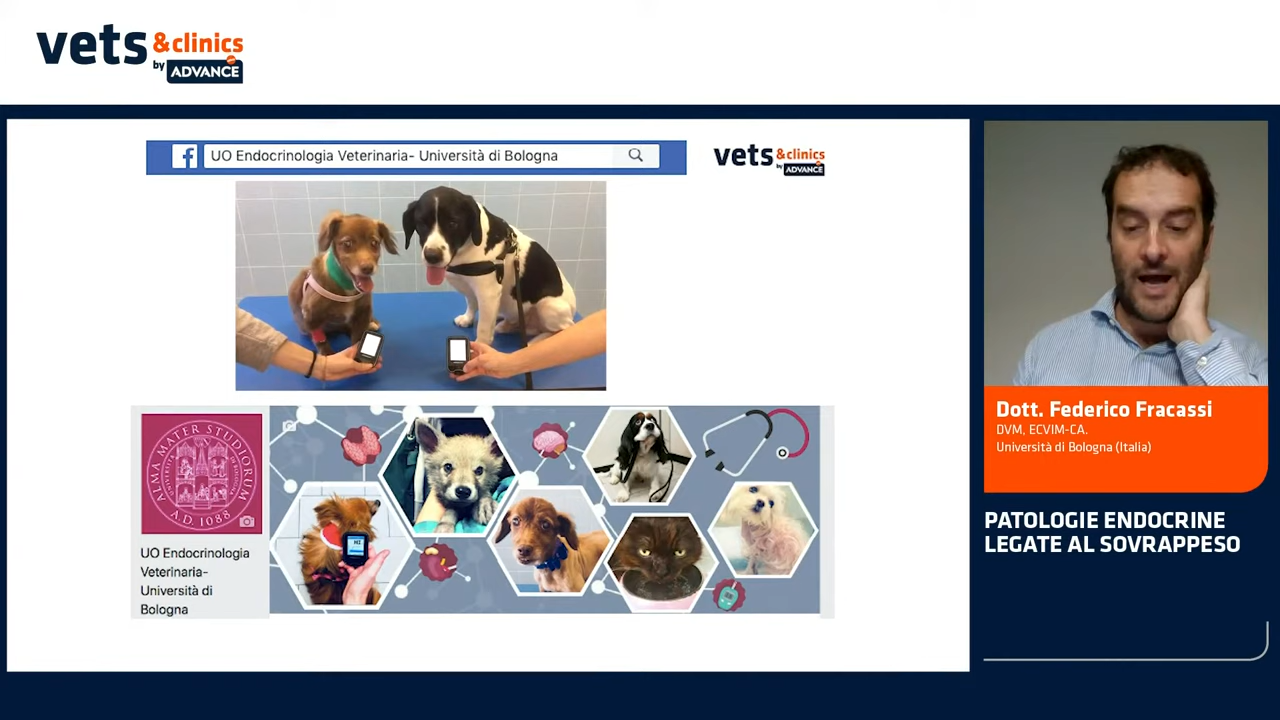 vets &clinics
by ADVANCE
UO Endocrinologia Veterinaria- Università di Bologna
vets &clinics
by ADVANCE
ALMA MATER STUDIORUM
A.D. 1088
HI
UO Endocrinologia
Veterinaria-
Università di
Bologna
Dott. Federico Fracassi
DVM, ECVIM-CA.
Università di Bologna (Italia)
PATOLOGIE ENDOCRINE
LEGATE AL SOVRAPPESO